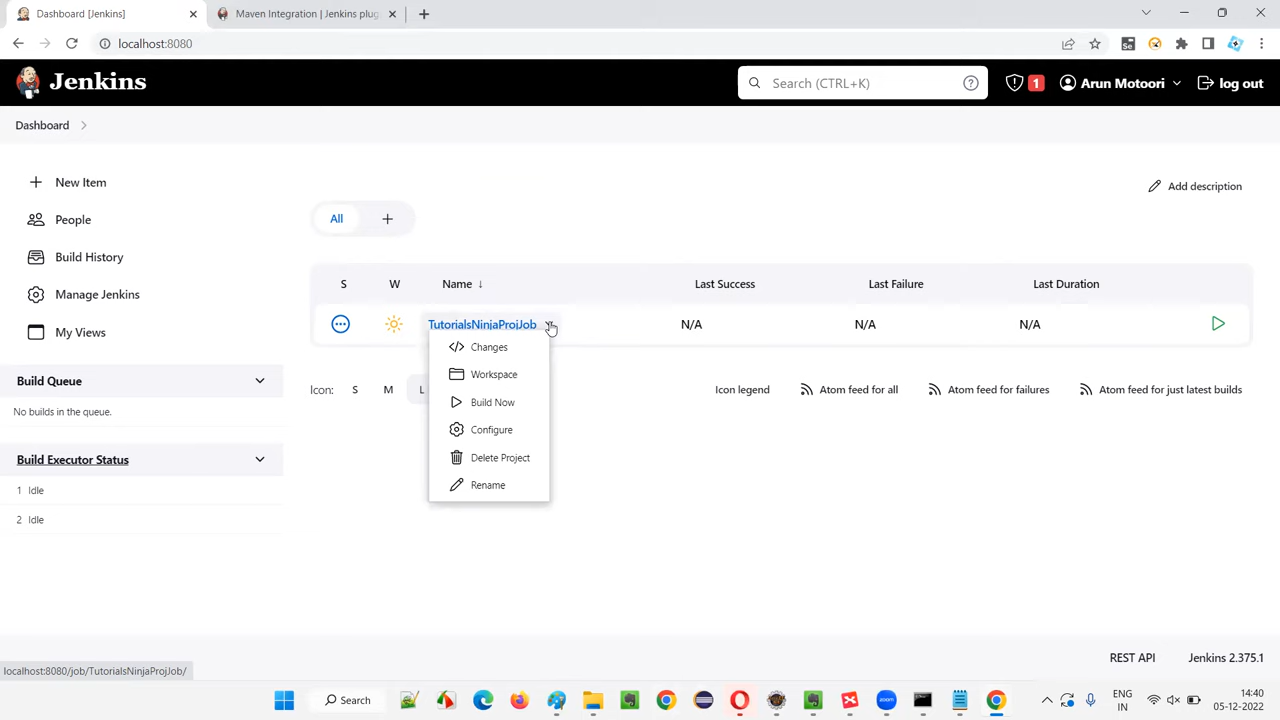 Dashboard [Jenkins]
Maven Integration | Jenkins plug
localhost:8080
Jenkins
Search (CTRL+K)
1
Arun Motoori
log out
Dashboard
New Item
People
Build History
Manage Jenkins
My Views
Add description
All
S W Name ↓ Last Success Last Failure Last Duration
TutorialsNinjaProjJob N/A N/A N/A
Changes
Workspace
Build Now
Configure
Delete Project
Rename
Icon: S M L
Icon legend
Atom feed for all
Atom feed for failures
Atom feed for just latest builds
Build Queue
No builds in the queue.
Build Executor Status
1 Idle
2 Idle
REST API
Jenkins 2.375.1
localhost:8080/job/TutorialsNinjaProjJob/
Search
zoom
ENG
IN
14:40
05-12-2022